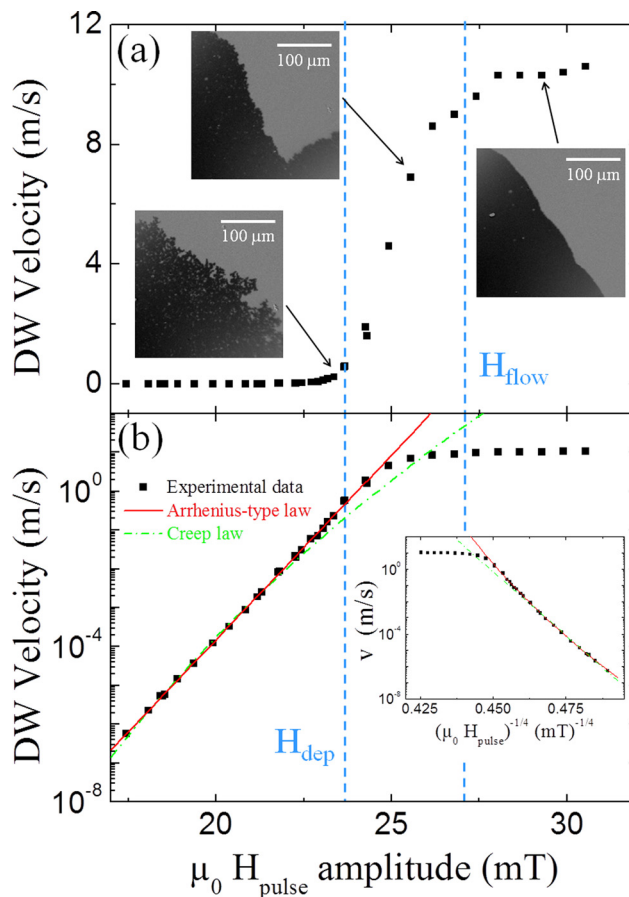 (a)
DW Velocity (m/s)
12
8
4
0
100 μm
100 μm
100 μm
H_flow
(b)
DW Velocity (m/s)
10^0
10^-4
10^-8
Experimental data
Arrhenius-type law
Creep law
H_dep
v (m/s)
10^0
10^-4
10^-8
0.425 0.450 0.475
(μ₀ H_pulse)^-1/4 (mT)^-1/4
20 25 30
μ₀ H_pulse amplitude (mT)